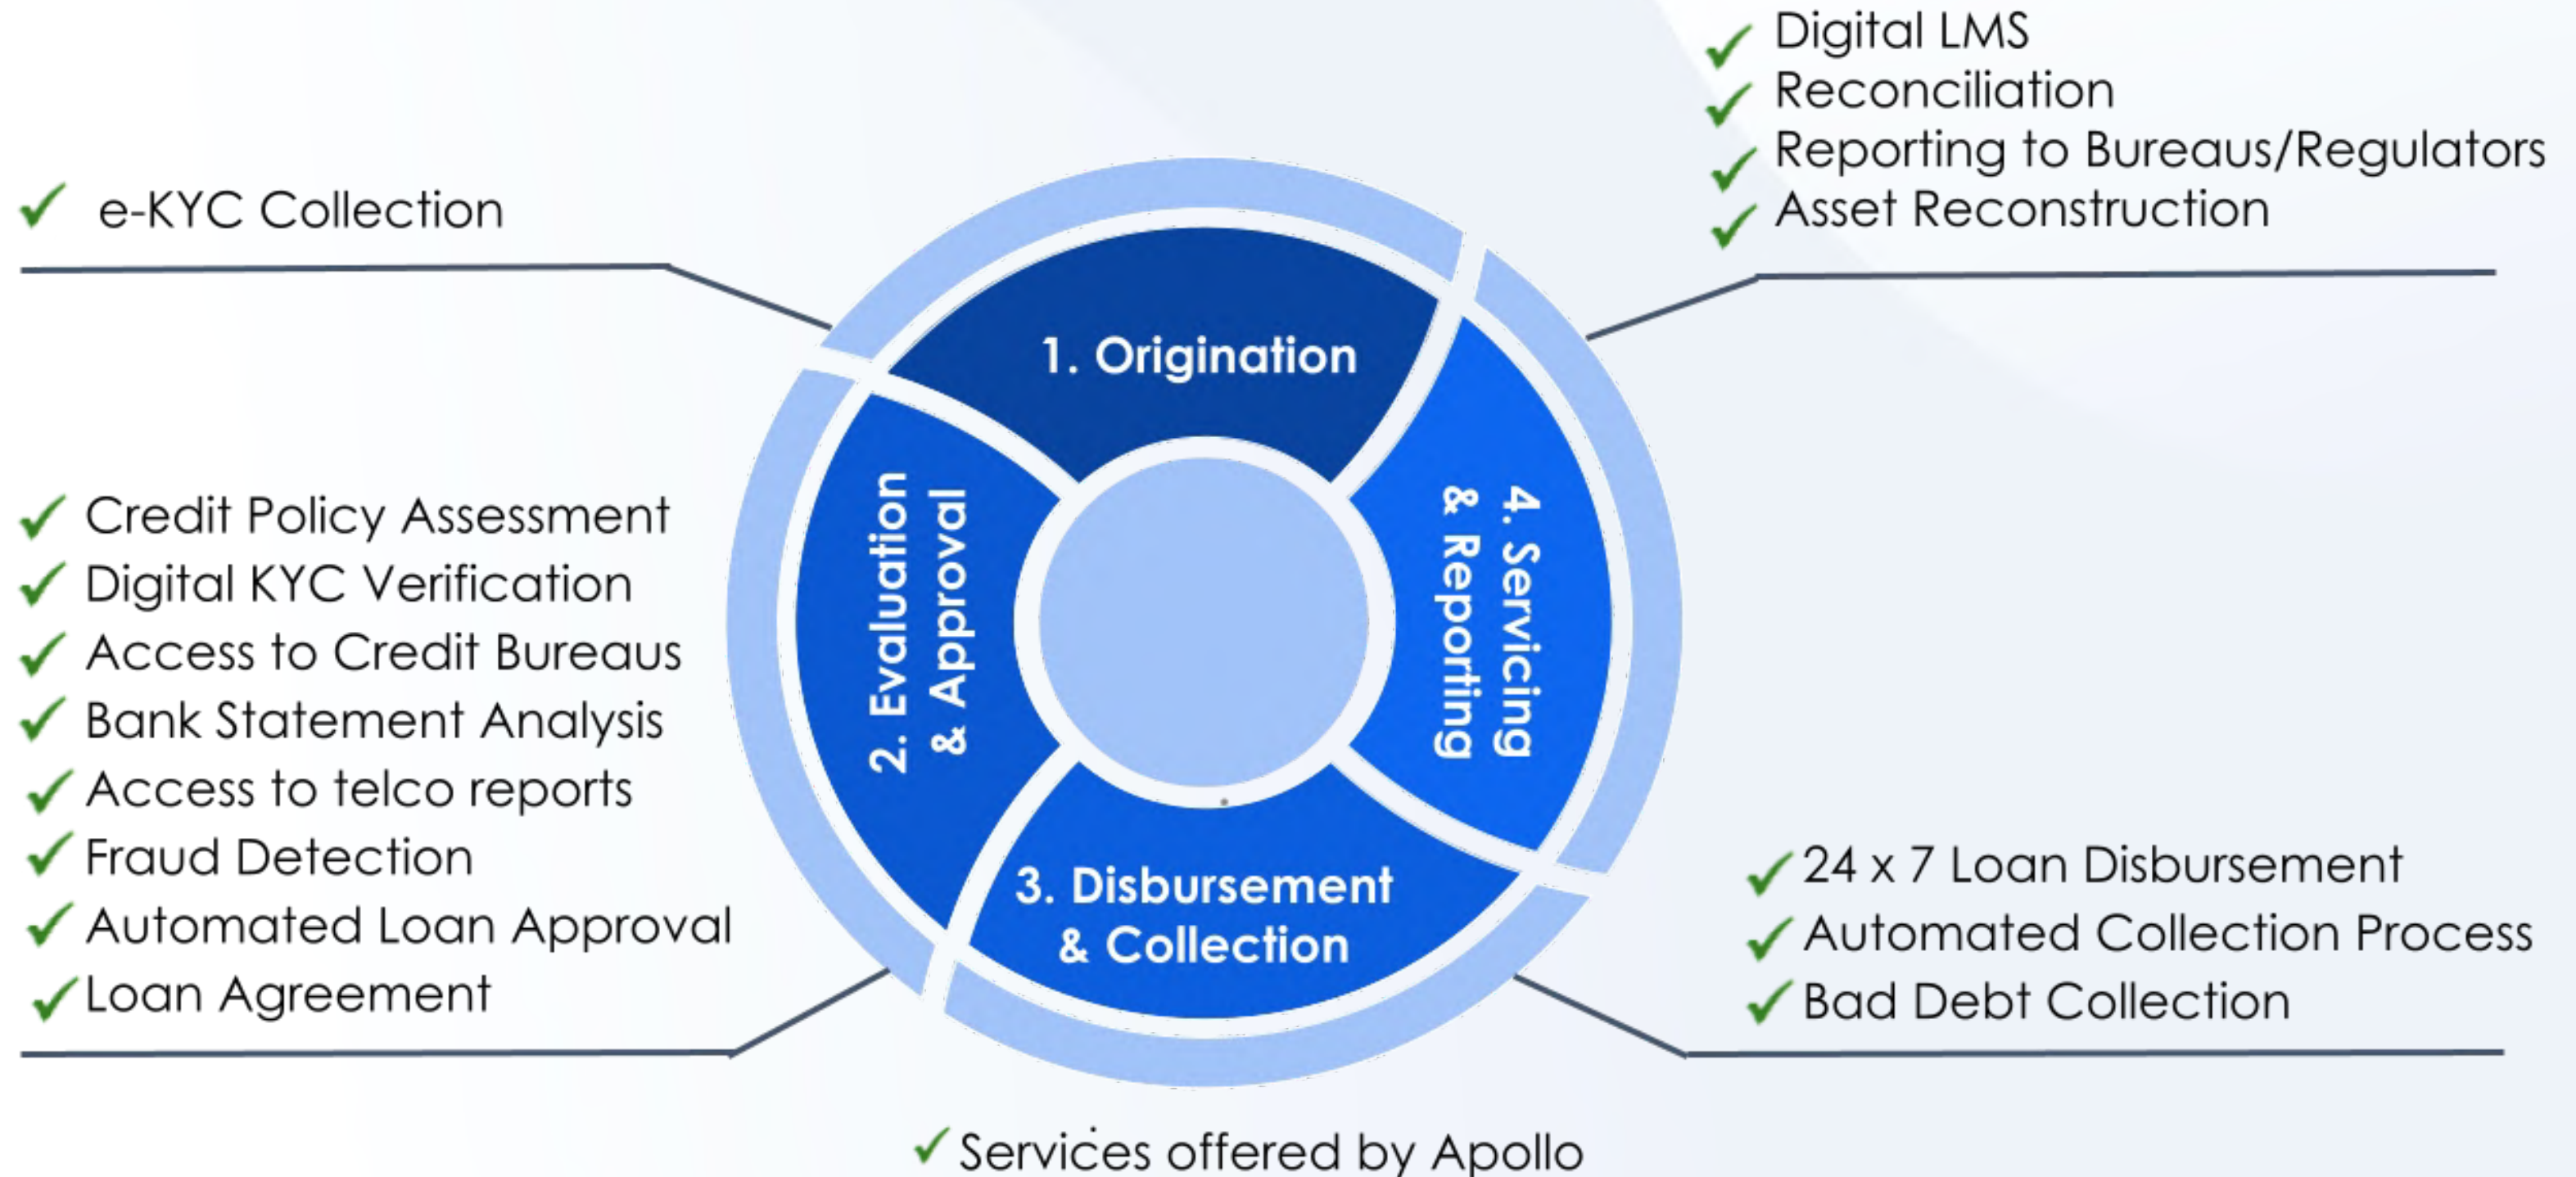 e-KYC Collection
Digital LMS
Reconciliation
Reporting to Bureaus/Regulators
Asset Reconstruction
1. Origination
2. Evaluation
& Approval
3. Disbursement
& Collection
4. Servicing
& Reporting
Credit Policy Assessment
Digital KYC Verification
Access to Credit Bureaus
Bank Statement Analysis
Access to telco reports
Fraud Detection
Automated Loan Approval
Loan Agreement
24 x 7 Loan Disbursement
Automated Collection Process
Bad Debt Collection
Services offered by Apollo